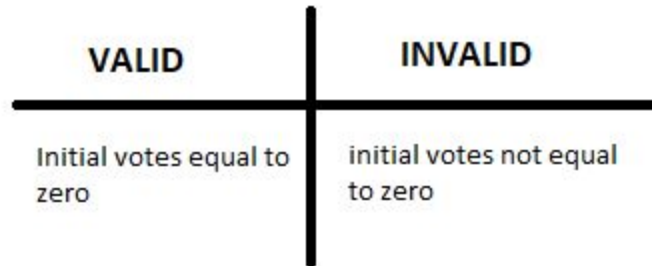 VALID
INVALID
Initial votes equal to
zero
initial votes not equal
to zero